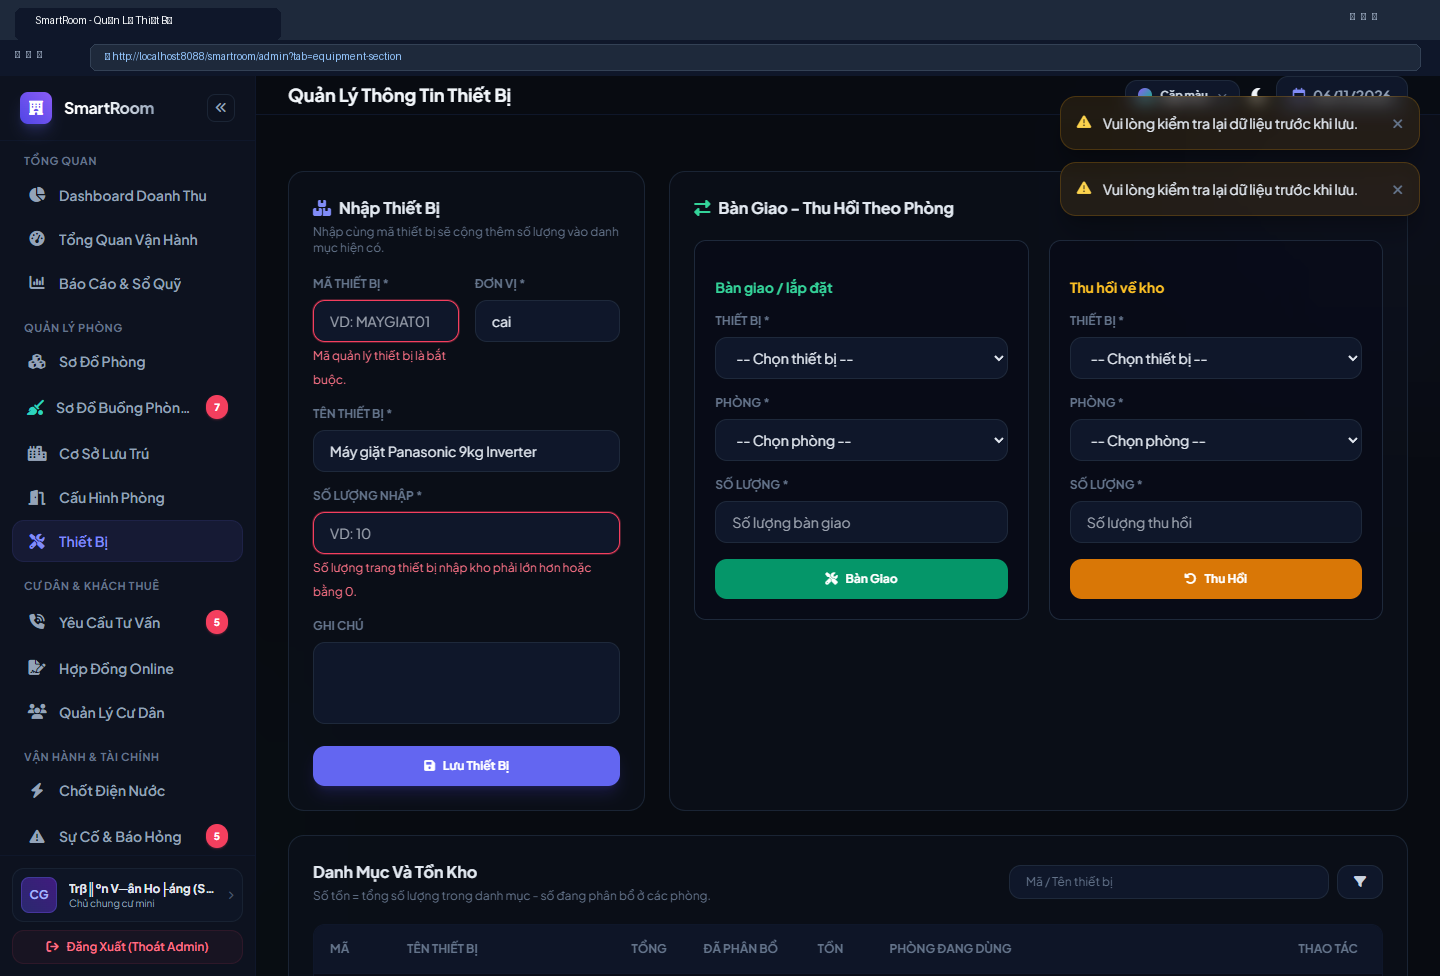 SmartRoom - Qu
http://localhost:8088/smartroom/admin?tab=equipment-section
SmartRoom
Quản Lý Thông Tin Thiết Bị
06/11/2026
Vui lòng kiểm tra lại dữ liệu trước khi lưu.
Vui lòng kiểm tra lại dữ liệu trước khi lưu.
TỔNG QUAN
Dashboard Doanh Thu
Tổng Quan Vận Hành
Báo Cáo & Sổ Quỹ
QUẢN LÝ PHÒNG
Sơ Đồ Phòng
Sơ Đồ Buồng Phòn...
7
Cơ Sở Lưu Trú
Cấu Hình Phòng
Thiết Bị
CƯ DÂN & KHÁCH THUÊ
Yêu Cầu Tư Vấn
5
Hợp Đồng Online
Quản Lý Cư Dân
VẬN HÀNH & TÀI CHÍNH
Chốt Điện Nước
Sự Cố & Báo Hỏng
5
CG
Chủ chung cư mini
Đăng Xuất (Thoát Admin)
Nhập Thiết Bị
Nhập cùng mã thiết bị sẽ cộng thêm số lượng vào danh
mục hiện có.
MÃ THIẾT BỊ *
ĐƠN VỊ *
VD: MAYGIAT01
cai
Mã quản lý thiết bị là bắt
buộc.
TÊN THIẾT BỊ *
Máy giặt Panasonic 9kg Inverter
SỐ LƯỢNG NHẬP *
VD: 10
Số lượng trang thiết bị nhập kho phải lớn hơn hoặc
bằng 0.
GHI CHÚ
Lưu Thiết Bị
Bàn Giao - Thu Hồi Theo Phòng
Bàn giao / lắp đặt
THIẾT BỊ *
-- Chọn thiết bị --
PHÒNG *
-- Chọn phòng --
SỐ LƯỢNG *
Số lượng bàn giao
Bàn Giao
Thu hồi về kho
THIẾT BỊ *
-- Chọn thiết bị --
PHÒNG *
-- Chọn phòng --
SỐ LƯỢNG *
Số lượng thu hồi
Thu Hồi
Danh Mục Và Tồn Kho
Số tồn = tổng số lượng trong danh mục - số đang phân bổ ở các phòng.
Mã / Tên thiết bị
MÃ
TÊN THIẾT BỊ
TỔNG
ĐÃ PHÂN BỔ
TỒN
PHÒNG ĐANG DÙNG
THAO TÁC